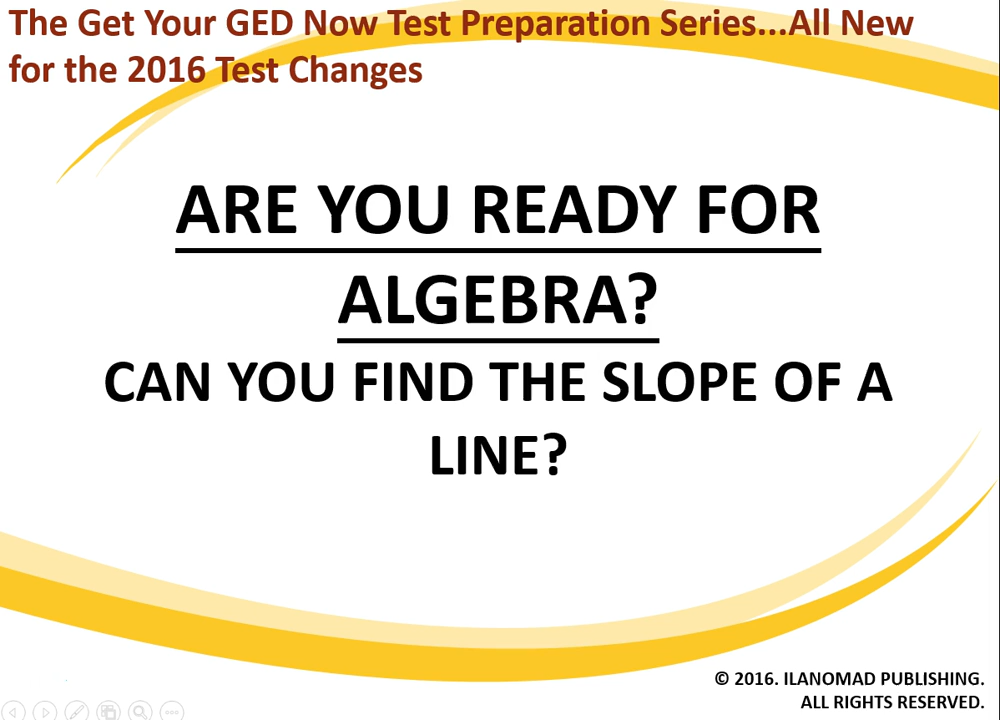 The Get Your GED Now Test Preparation Series...All New
for the 2016 Test Changes
ARE YOU READY FOR
ALGEBRA?
CAN YOU FIND THE SLOPE OF A
LINE?
© 2016. ILANOMAD PUBLISHING.
ALL RIGHTS RESERVED.